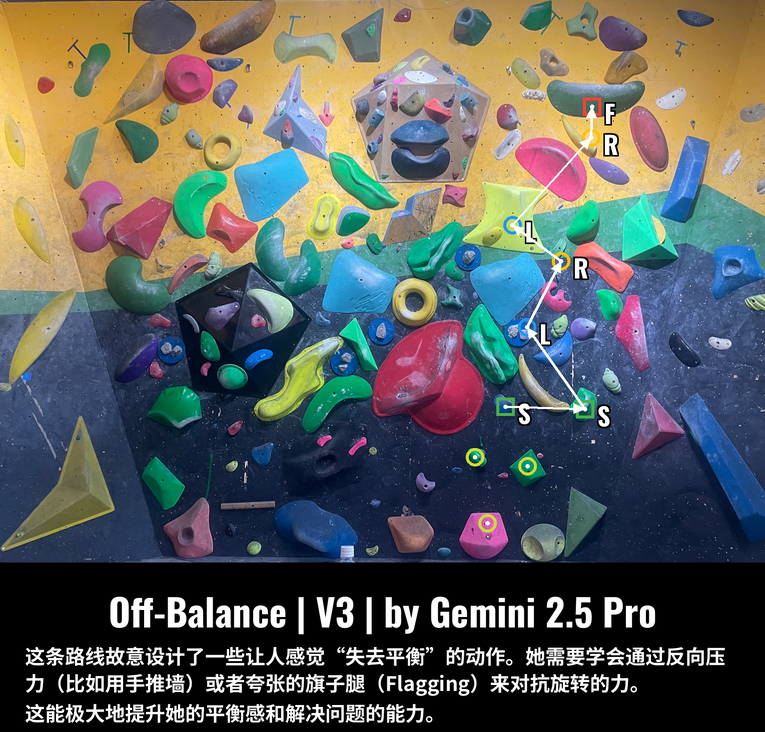 F
R
L
R
L
S
S
Off-Balance | V3 | by Gemini 2.5 Pro
这条路线故意设计了一些让人感觉“失去平衡”的动作。她需要学会通过反向压
力（比如用手推墙）或者夸张的旗子腿（Flagging）来对抗旋转的力。
这能极大地提升她的平衡感和解决问题的能力。